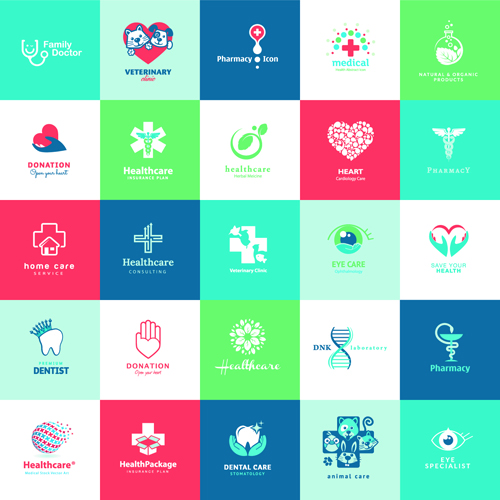 Family
Doctor
VETERINARY
clinic
Pharmacy Icon
medical
NATURAL & ORGANIC
PRODUCTS
DONATION
Open your heart
Healthcare
INSURANCE PLAN
healthcare
HEART
Cardiology Care
PHARMACY
home care
SERVICE
Healthcare
CONSULTING
Veterinary Clinic
EYE CARE
SAVE YOUR
HEALTH
PREMIUM
DENTIST
DONATION
Open your heart
Healthcare
DNK laboratory
Pharmacy
Healthcare®
HealthPackage
INSURANCE PLAN
DENTAL CARE
STOMATOLOGY
animal care
EYE
SPECIALIST